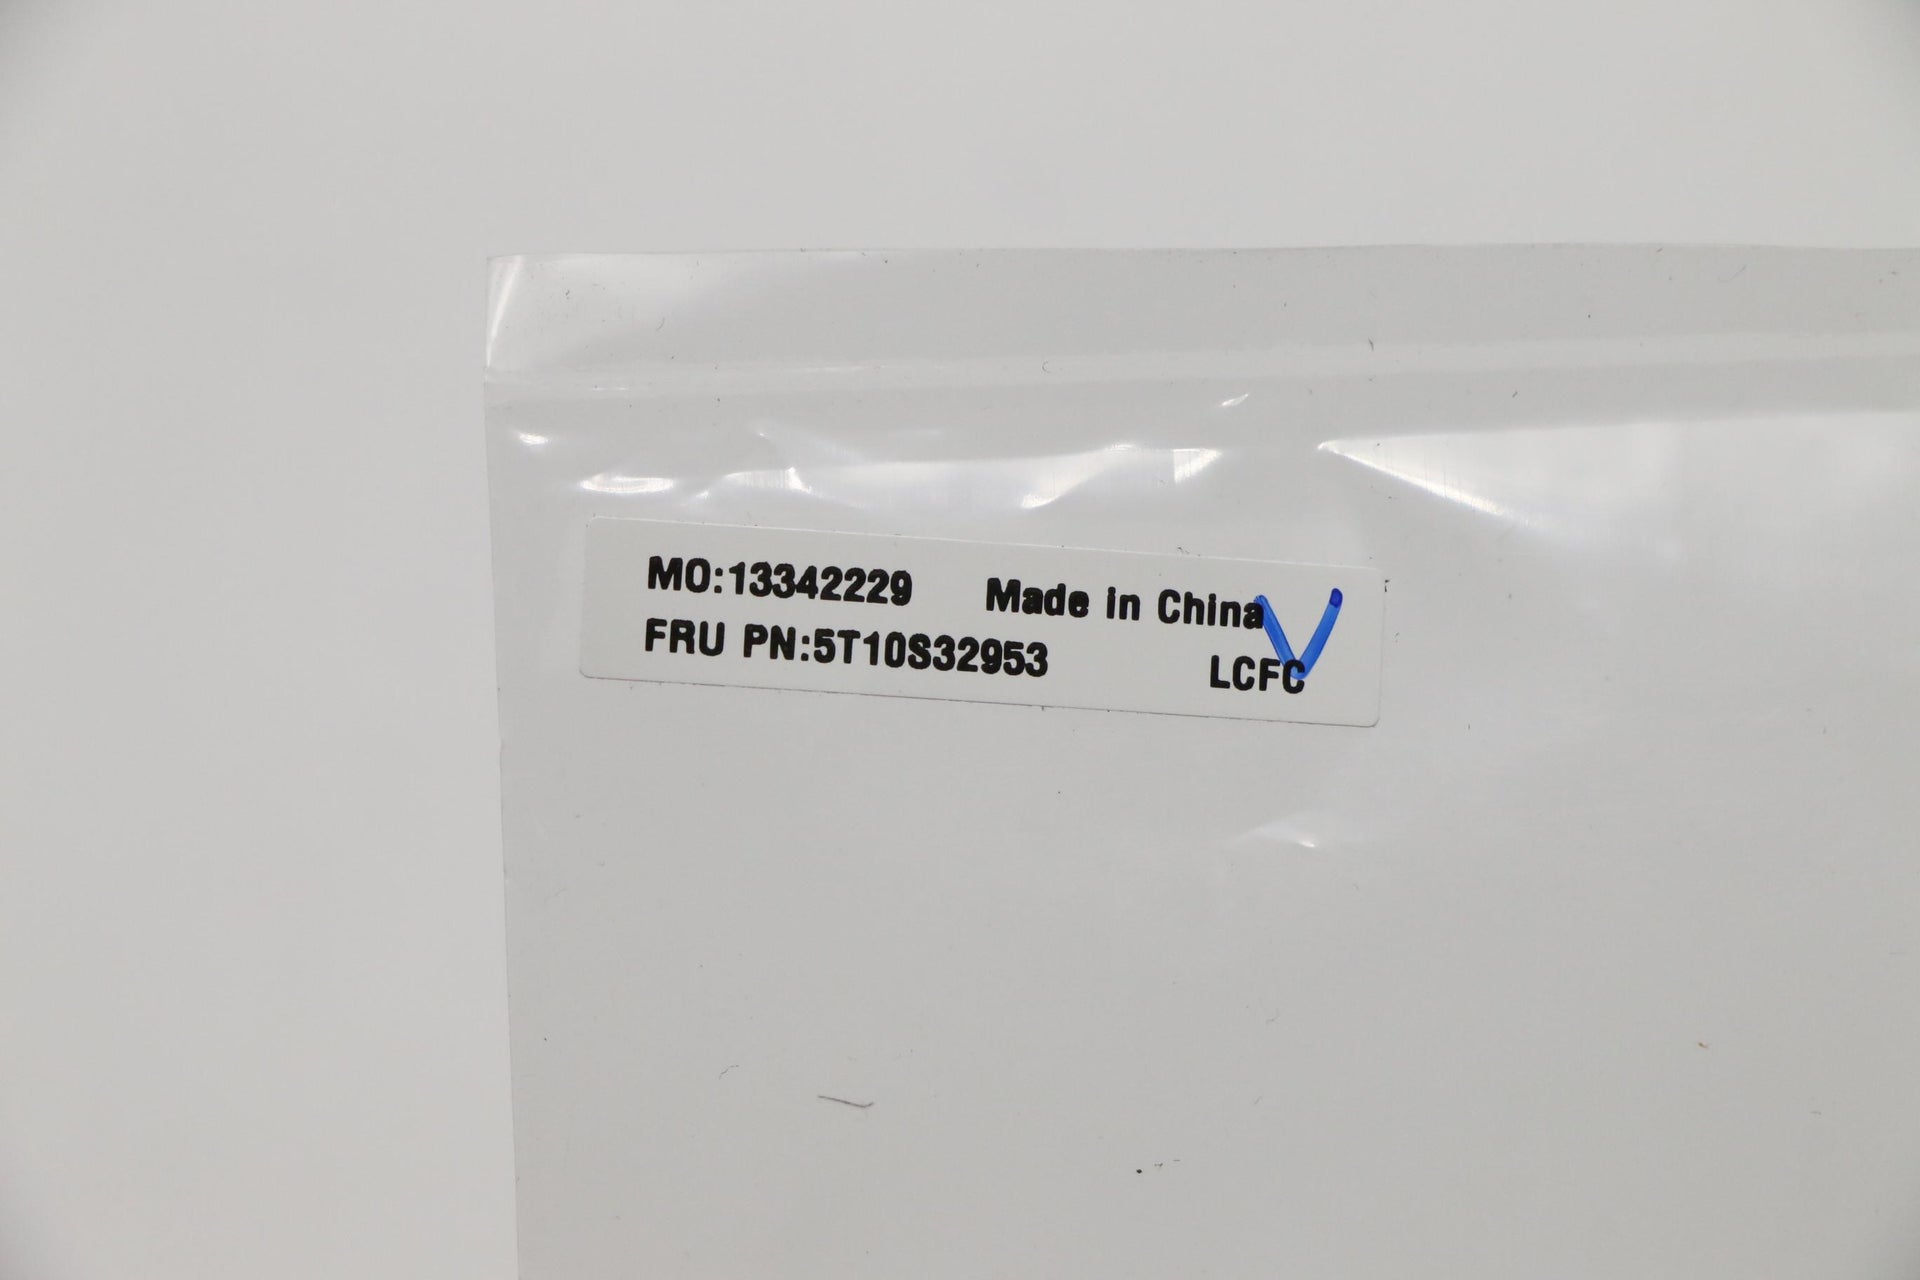 MO:13342229 Made in China
FRU PN:5T10S32953 LCFC